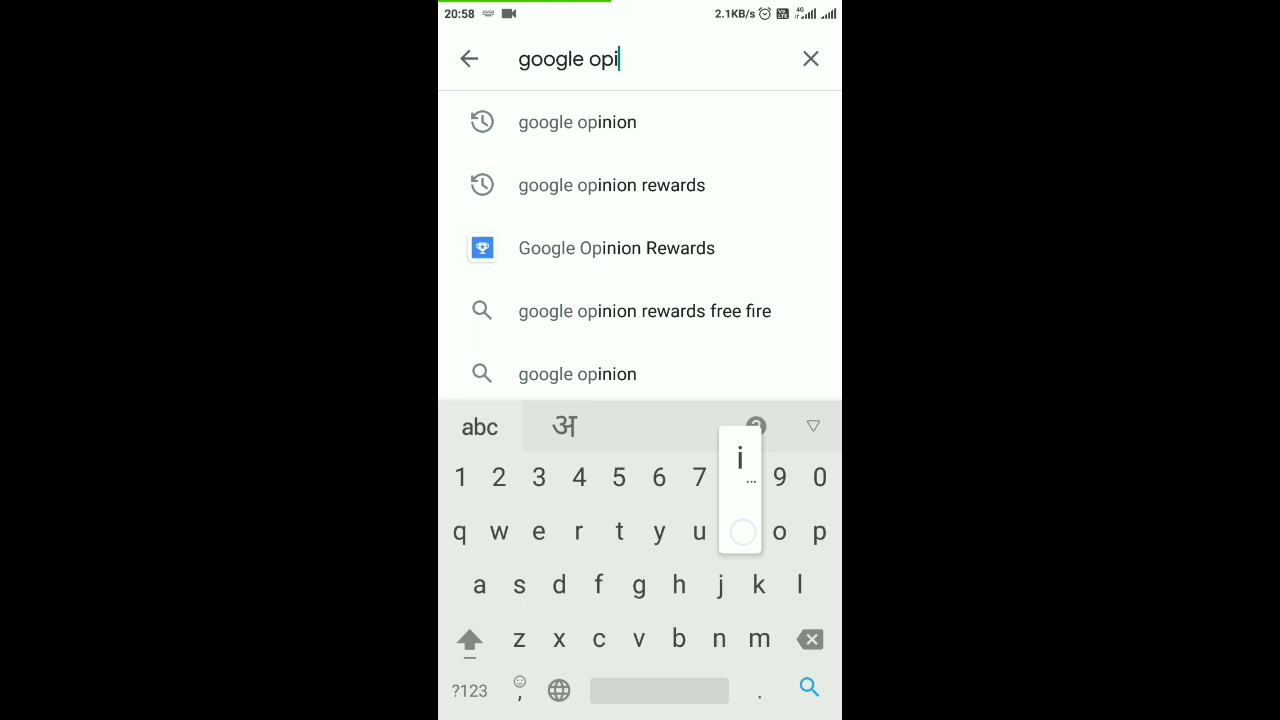 20:58 2.1KB/s 4G
google opi
google opinion
google opinion rewards
Google Opinion Rewards
google opinion rewards free fire
google opinion
abc अ ?
i
...
1 2 3 4 5 6 7 9 0
q w e r t y u o p
a s d f g h j k l
z x c v b n m
?123 , .